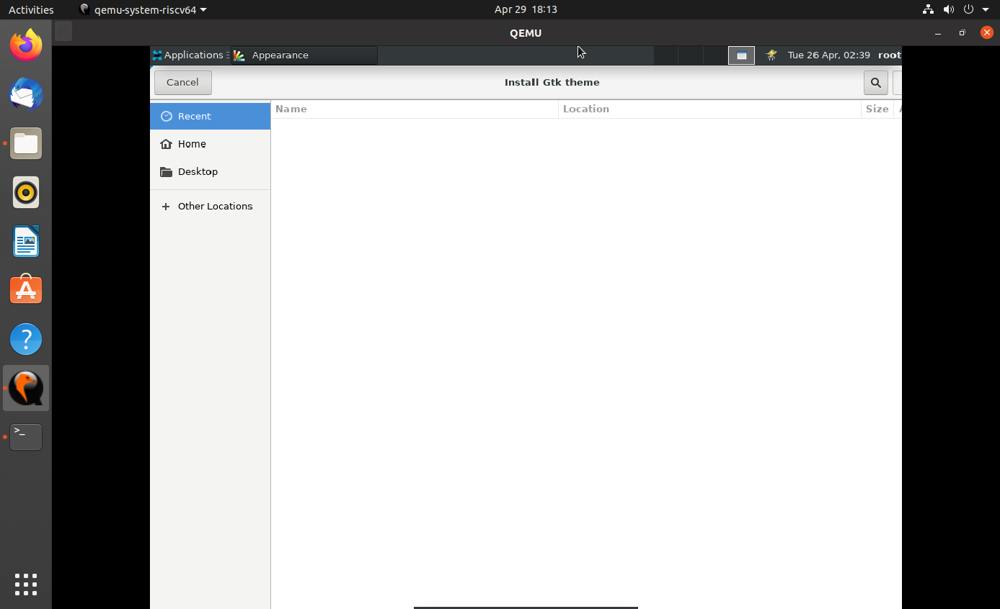 Activities
qemu-system-riscv64
Apr 29 18:13
QEMU
Applications
Appearance
Tue 26 Apr, 02:39
root
Cancel
Install Gtk theme
Recent
Home
Desktop
Other Locations
Name
Location
Size